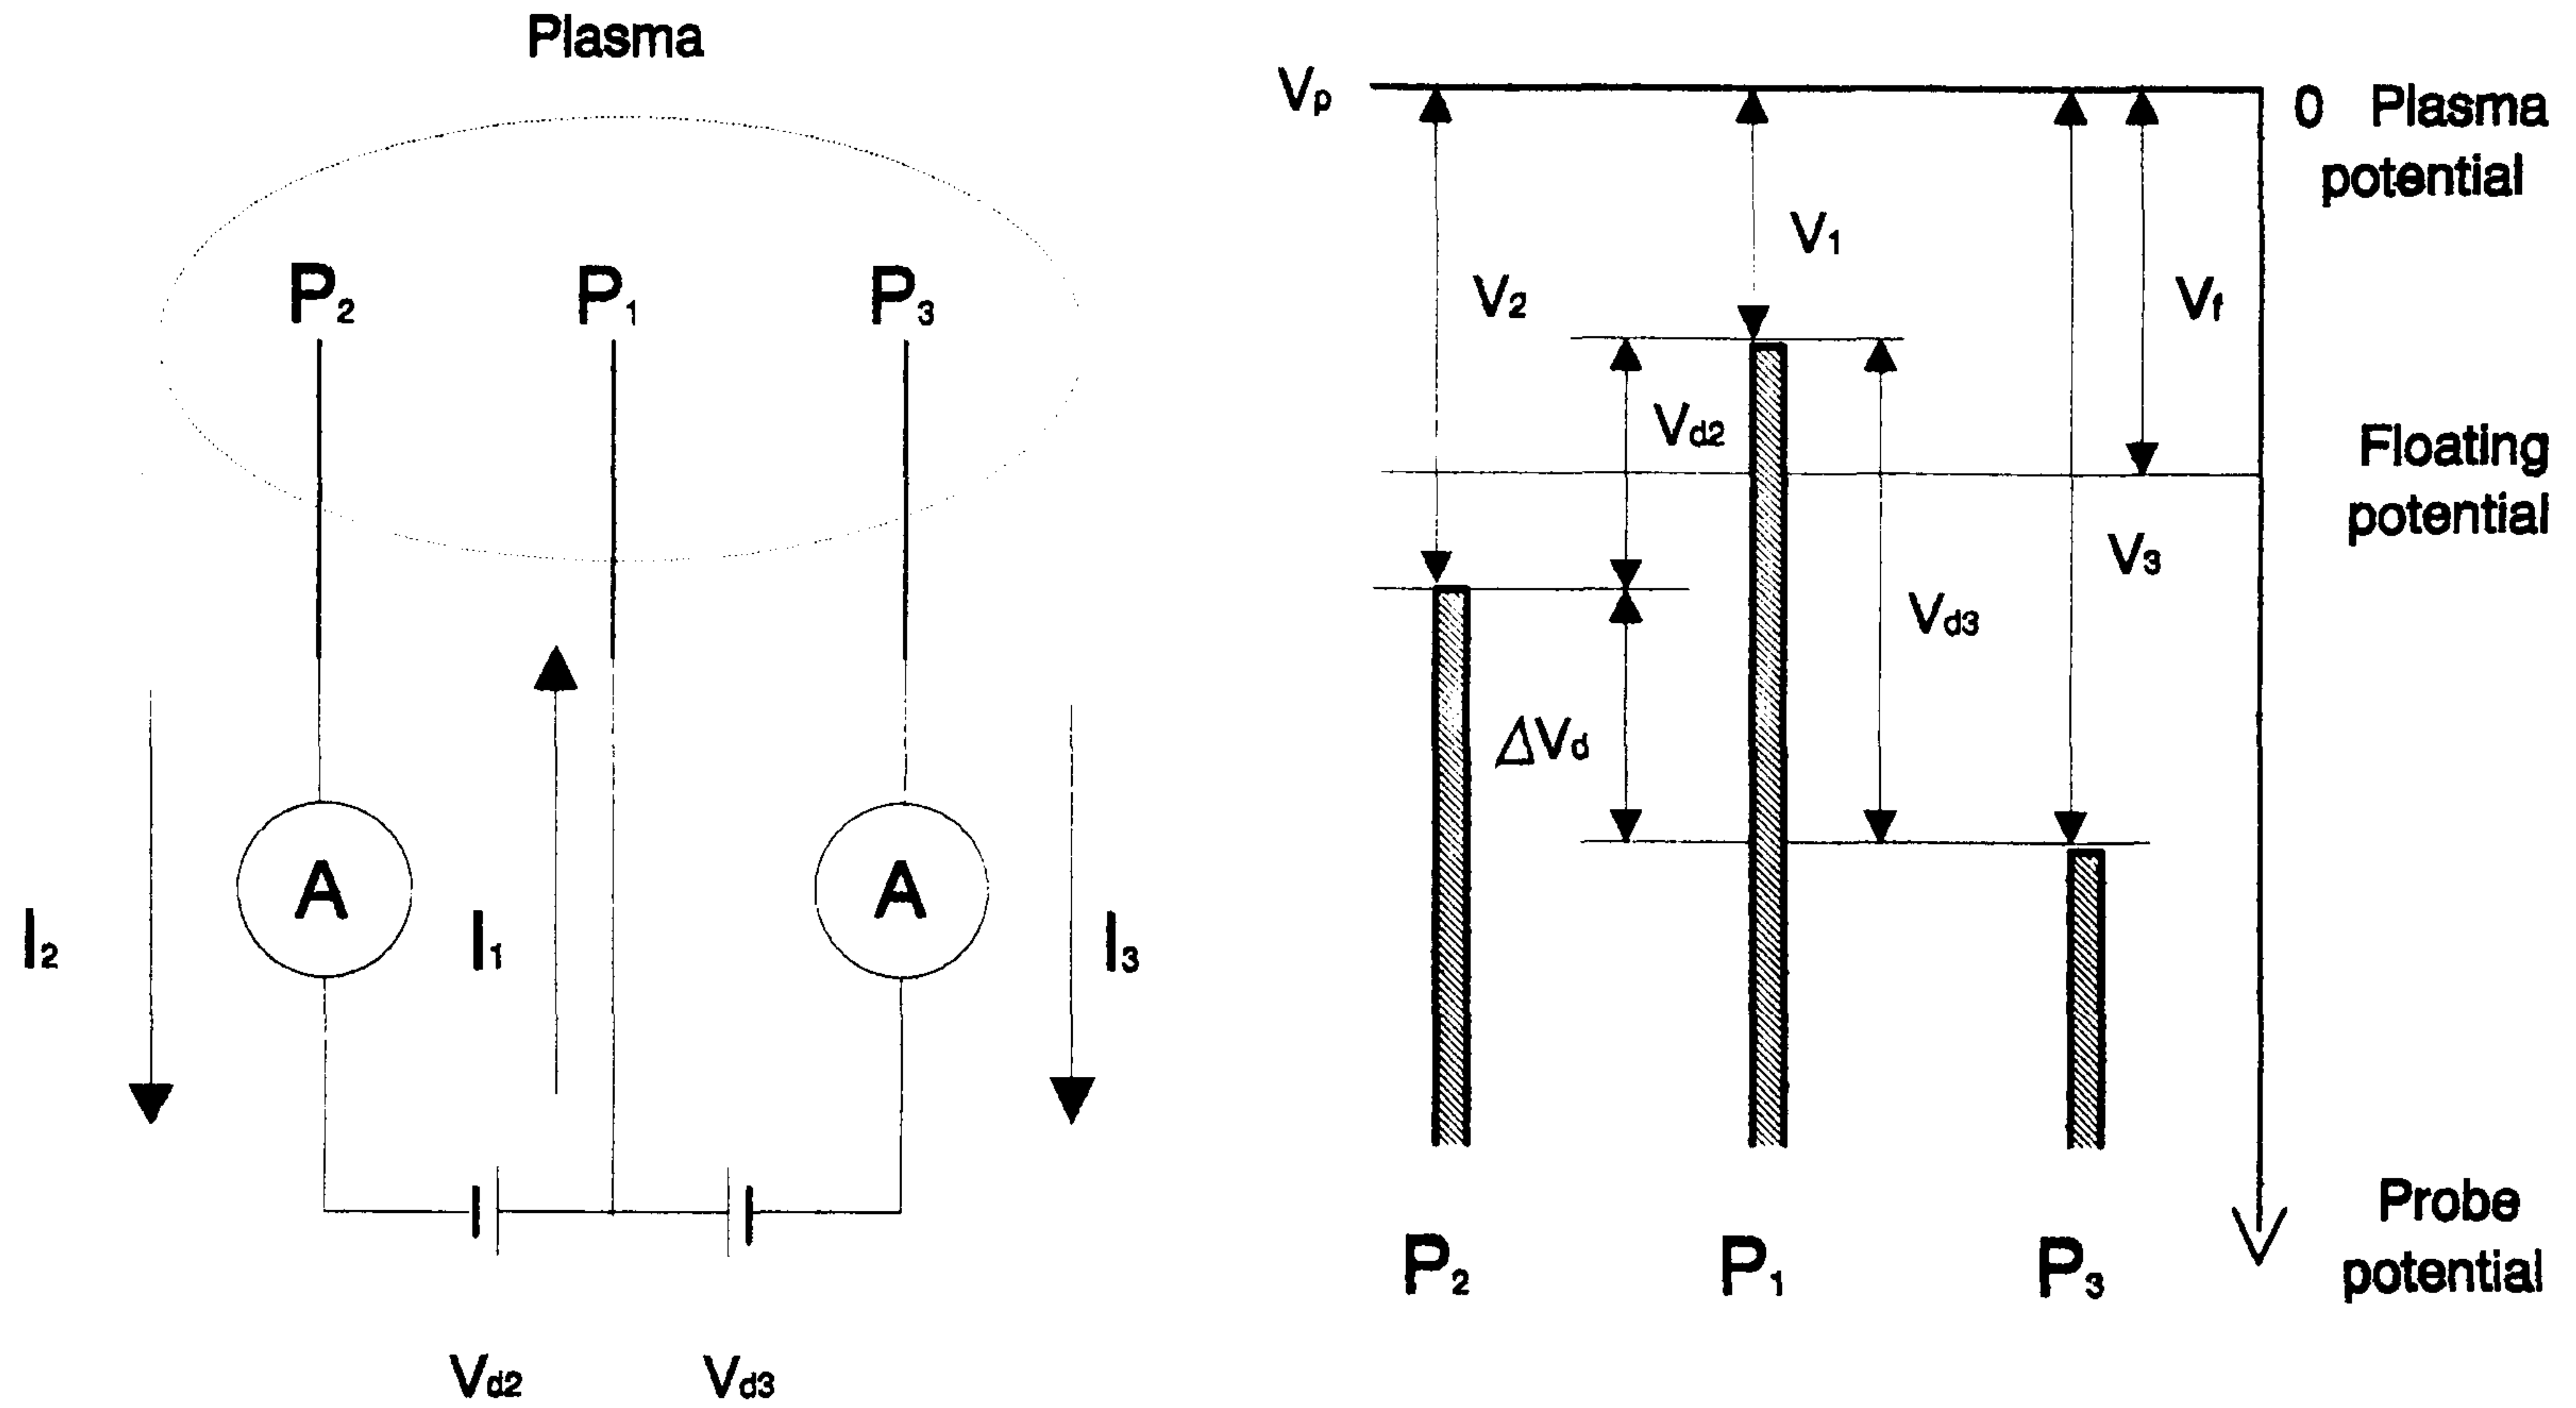 Plasma
P₂ P₁ P₃
A A
I₂ I₁ I₃
Vd2 Vd3
Vp
0 Plasma
potential
V₁
V₂
Vf
Vd2
Floating
potential
V₃
Vd3
ΔVd
Probe
potential
P₂ P₁ P₃